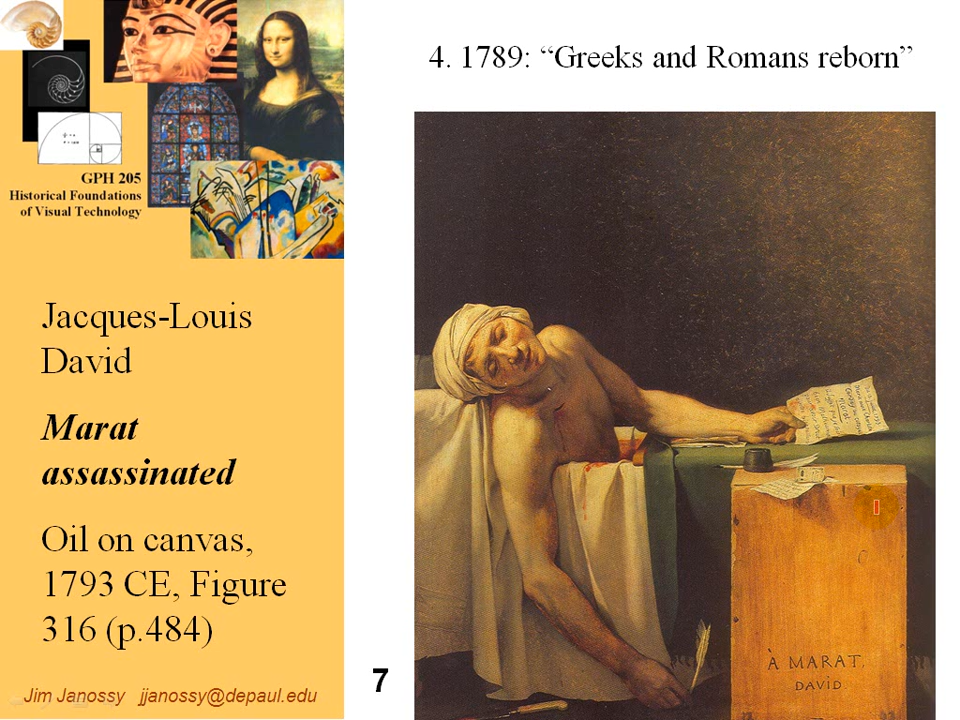 4. 1789: “Greeks and Romans reborn”
GPH 205
Historical Foundations
of Visual Technology
Jacques-Louis
David
Marat
assassinated
Oil on canvas,
1793 CE, Figure
316 (p.484)
À MARAT.
DAVID.
7
Jim Janossy jjanossy@depaul.edu